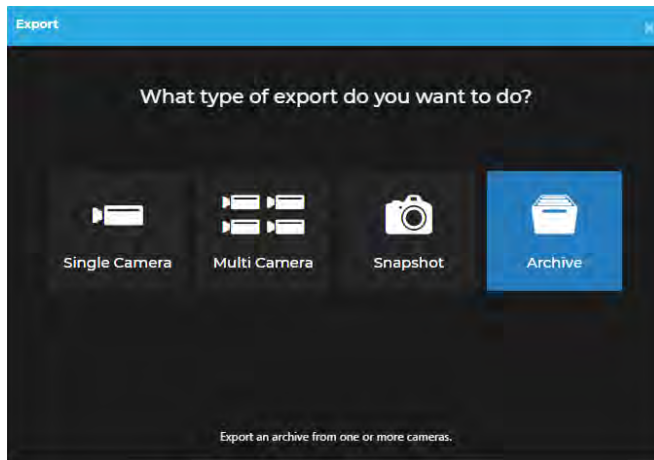 Export
What type of export do you want to do?
Single Camera
Multi Camera
Snapshot
Archive
Export an archive from one or more cameras.